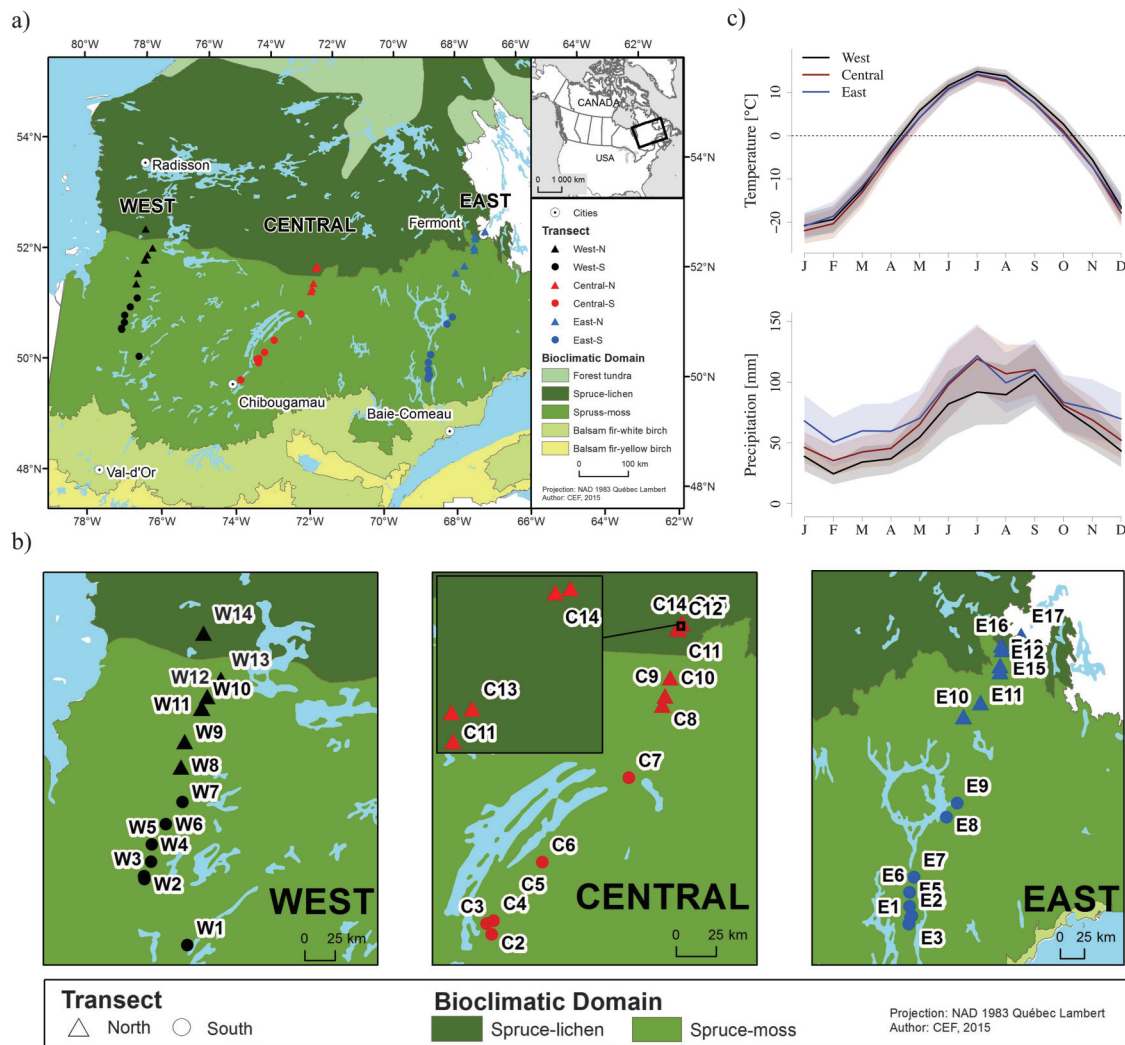 a)
80°W 78°W 76°W 74°W 72°W 70°W 68°W 66°W 64°W 62°W
54°N
52°N
50°N
48°N
54°N
52°N
50°N
48°N
78°W 76°W 74°W 72°W 70°W 68°W 66°W 64°W 62°W
Radisson
WEST
CENTRAL
EAST
Fermont
Chibougamau
Baie-Comeau
Val-d'Or
CANADA
USA
0 1 000 km
Cities
Transect
West-N
West-S
Central-N
Central-S
East-N
East-S
Bioclimatic Domain
Forest tundra
Spruce-lichen
Spruss-moss
Balsam fir-white birch
Balsam fir-yellow birch
0 100 km
Projection: NAD 1983 Québec Lambert
Author: CEF, 2015
c)
West
Central
East
Temperature [°C]
10
0
−10
−20
J F M A M J J A S O N D
Precipitation [mm]
150
100
50
0
J F M A M J J A S O N D
b)
W14
W13
W12
W10
W11
W9
W8
W7
W6
W5
W4
W3
W2
W1
WEST
0 25 km
C14
C13
C11
C14
C12
C11
C9
C10
C8
C7
C6
C5
C4
C3
C2
CENTRAL
0 25 km
E17
E16
E12
E15
E11
E10
E9
E8
E7
E6
E5
E2
E1
E3
EAST
0 25 km
Transect
North South
Bioclimatic Domain
Spruce-lichen Spruce-moss
Projection: NAD 1983 Québec Lambert
Author: CEF, 2015